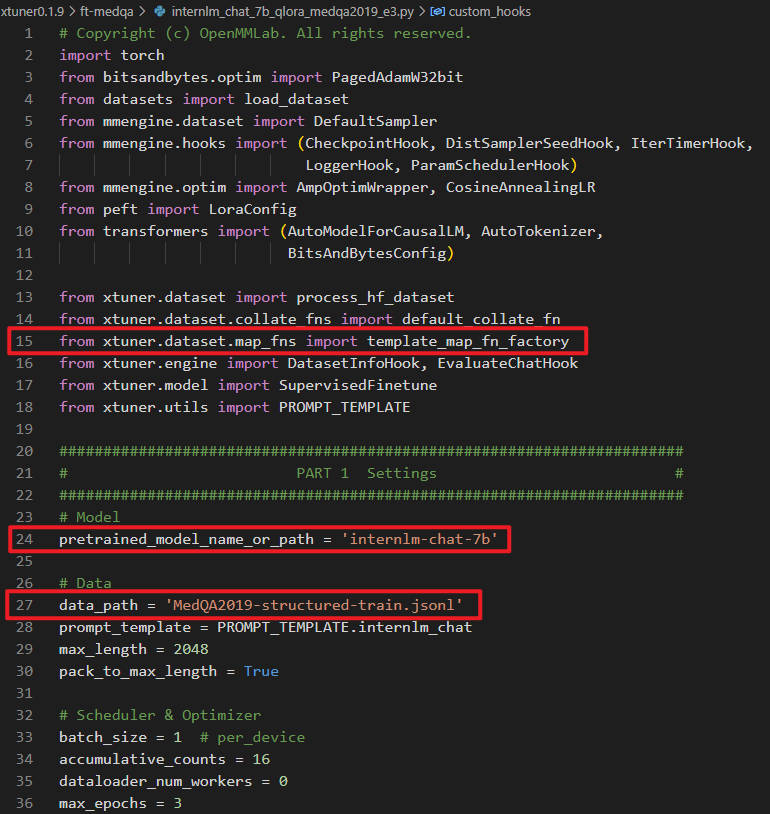 xtuner0.1.9 > ft-medqa > internlm_chat_7b_qlora_medqa2019_e3.py > custom_hooks
1 # Copyright (c) OpenMMLab. All rights reserved.
2 import torch
3 from bitsandbytes.optim import PagedAdamW32bit
4 from datasets import load_dataset
5 from mmengine.dataset import DefaultSampler
6 from mmengine.hooks import (CheckpointHook, DistSamplerSeedHook, IterTimerHook,
7 LoggerHook, ParamSchedulerHook)
8 from mmengine.optim import AmpOptimWrapper, CosineAnnealingLR
9 from peft import LoraConfig
10 from transformers import (AutoModelForCausalLM, AutoTokenizer,
11 BitsAndBytesConfig)
12
13 from xtuner.dataset import process_hf_dataset
14 from xtuner.dataset.collate_fns import default_collate_fn
15 from xtuner.dataset.map_fns import template_map_fn_factory
16 from xtuner.engine import DatasetInfoHook, EvaluateChatHook
17 from xtuner.model import SupervisedFinetune
18 from xtuner.utils import PROMPT_TEMPLATE
19
20 #######################################################################
21 # PART 1 Settings #
22 #######################################################################
23 # Model
24 pretrained_model_name_or_path = 'internlm-chat-7b'
25
26 # Data
27 data_path = 'MedQA2019-structured-train.jsonl'
28 prompt_template = PROMPT_TEMPLATE.internlm_chat
29 max_length = 2048
30 pack_to_max_length = True
31
32 # Scheduler & Optimizer
33 batch_size = 1 # per_device
34 accumulative_counts = 16
35 dataloader_num_workers = 0
36 max_epochs = 3